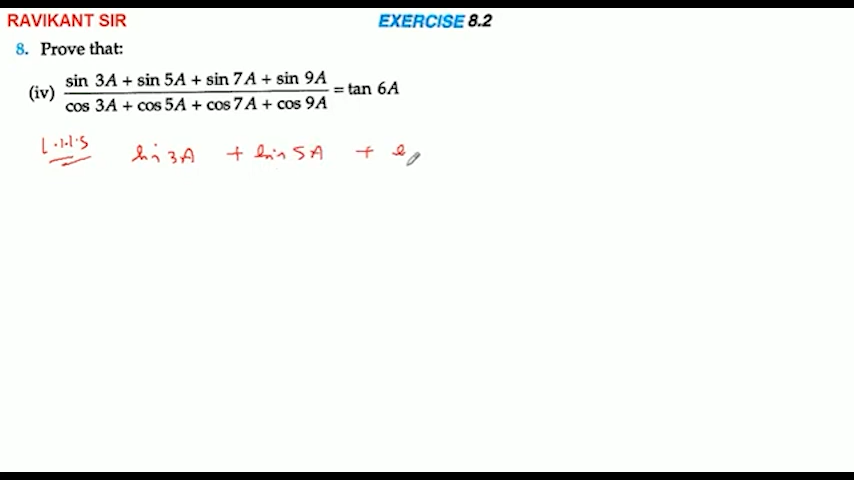 RAVIKANT SIR
EXERCISE 8.2
8. Prove that:
(iv) (sin 3A + sin 5A + sin 7A + sin 9A) / (cos 3A + cos 5A + cos 7A + cos 9A) = tan 6A
L.H.S
sin 3A + sin 5A + s